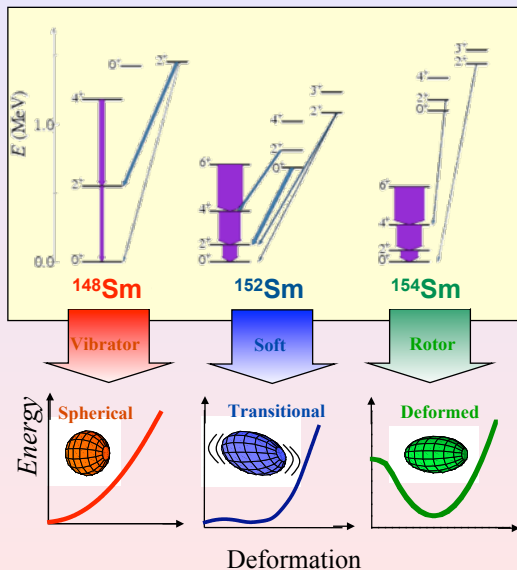 E (MeV)
1.0
0.0
4+
2+
0+
0+
2+
6+
4+
2+
0+
4+
2+
0+
3+
2+
6+
4+
2+
0+
4+
2+
0+
3+
2+
148Sm
152Sm
154Sm
Vibrator
Soft
Rotor
Energy
Spherical
Transitional
Deformed
Deformation